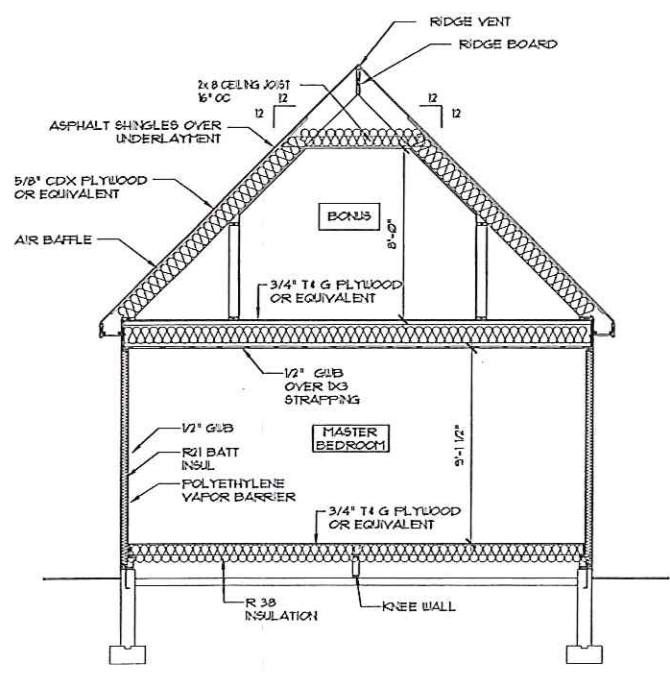 RIDGE VENT
RIDGE BOARD
2x 8 CEILING JOIST
16" OC
12
12
12
12
ASPHALT SHINGLES OVER
UNDERLAYMENT
5/8" CDX PLYWOOD
OR EQUIVALENT
BONUS
8'-0"
AIR BAFFLE
3/4" T&G PLYWOOD
OR EQUIVALENT
1/2" GWB
OVER 1X3
STRAPPING
1/2" GWB
MASTER
BEDROOM
9'-1 1/2"
R21 BATT
INSUL
POLYETHYLENE
VAPOR BARRIER
3/4" T&G PLYWOOD
OR EQUIVALENT
R 38
INSULATION
KNEE WALL